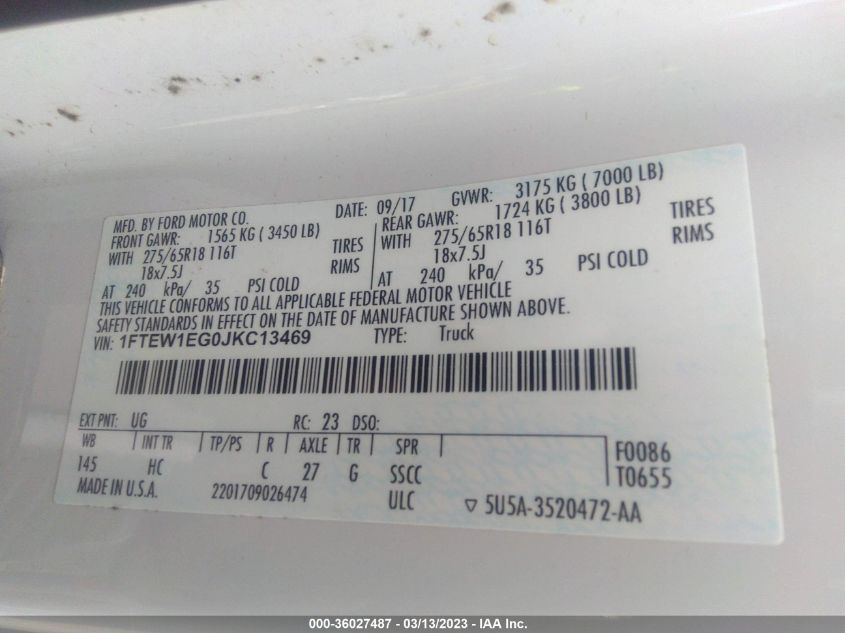 MFD. BY FORD MOTOR CO. DATE: 09/17 GVWR: 3175 KG ( 7000 LB)
FRONT GAWR: 1565 KG ( 3450 LB) REAR GAWR: 1724 KG ( 3800 LB)
WITH 275/65R18 116T TIRES WITH 275/65R18 116T TIRES
18x7.5J RIMS 18x7.5J RIMS
AT 240 kPa/ 35 PSI COLD AT 240 kPa/ 35 PSI COLD
THIS VEHICLE CONFORMS TO ALL APPLICABLE FEDERAL MOTOR VEHICLE
SAFETY STANDARDS IN EFFECT ON THE DATE OF MANUFACTURE SHOWN ABOVE.
VIN: 1FTEW1EG0JKC13469 TYPE: Truck
EXT PNT: UG RC: 23 DSO:
WB INT TR TP/PS R AXLE TR SPR F0086
145 HC C 27 G SSCC T0655
MADE IN U.S.A. 2201709026474 ULC ▽ 5U5A-3520472-AA
000-36027487 - 03/13/2023 - IAA Inc.